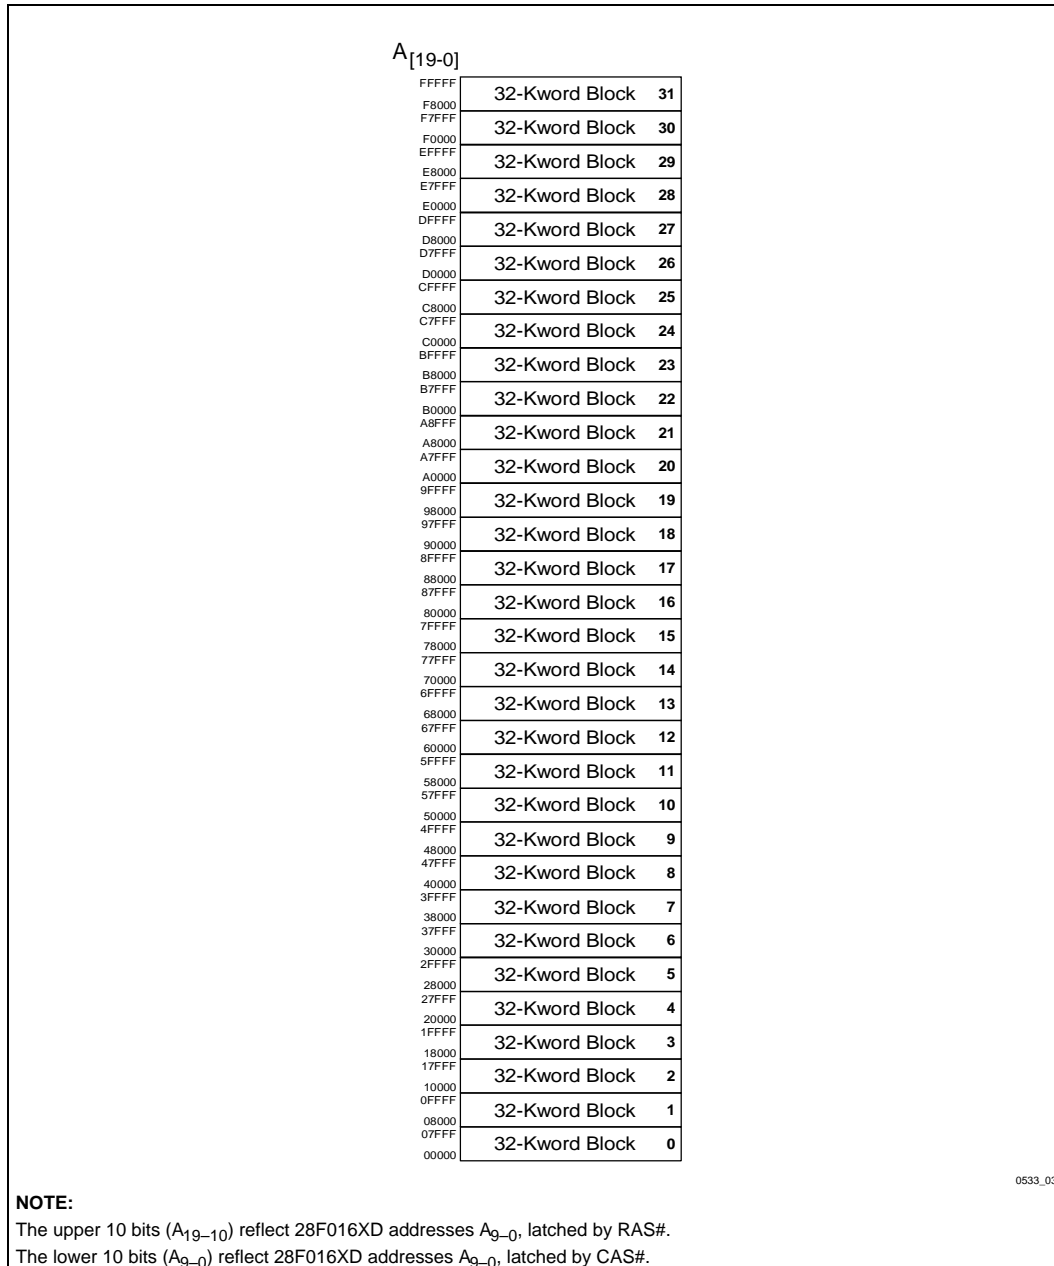 A[19-0]
FFFFF
32-Kword Block 31
F8000
F7FFF
32-Kword Block 30
F0000
EFFFF
32-Kword Block 29
E8000
E7FFF
32-Kword Block 28
E0000
DFFFF
32-Kword Block 27
D8000
D7FFF
32-Kword Block 26
D0000
CFFFF
32-Kword Block 25
C8000
C7FFF
32-Kword Block 24
C0000
BFFFF
32-Kword Block 23
B8000
B7FFF
32-Kword Block 22
B0000
A8FFF
32-Kword Block 21
A8000
A7FFF
32-Kword Block 20
A0000
9FFFF
32-Kword Block 19
98000
97FFF
32-Kword Block 18
90000
8FFFF
32-Kword Block 17
88000
87FFF
32-Kword Block 16
80000
7FFFF
32-Kword Block 15
78000
77FFF
32-Kword Block 14
70000
6FFFF
32-Kword Block 13
68000
67FFF
32-Kword Block 12
60000
5FFFF
32-Kword Block 11
58000
57FFF
32-Kword Block 10
50000
4FFFF
32-Kword Block 9
48000
47FFF
32-Kword Block 8
40000
3FFFF
32-Kword Block 7
38000
37FFF
32-Kword Block 6
30000
2FFFF
32-Kword Block 5
28000
27FFF
32-Kword Block 4
20000
1FFFF
32-Kword Block 3
18000
17FFF
32-Kword Block 2
10000
0FFFF
32-Kword Block 1
08000
07FFF
32-Kword Block 0
00000
0533_03
NOTE:
The upper 10 bits (A19–10) reflect 28F016XD addresses A9–0, latched by RAS#.
The lower 10 bits (A9–0) reflect 28F016XD addresses A9–0, latched by CAS#.